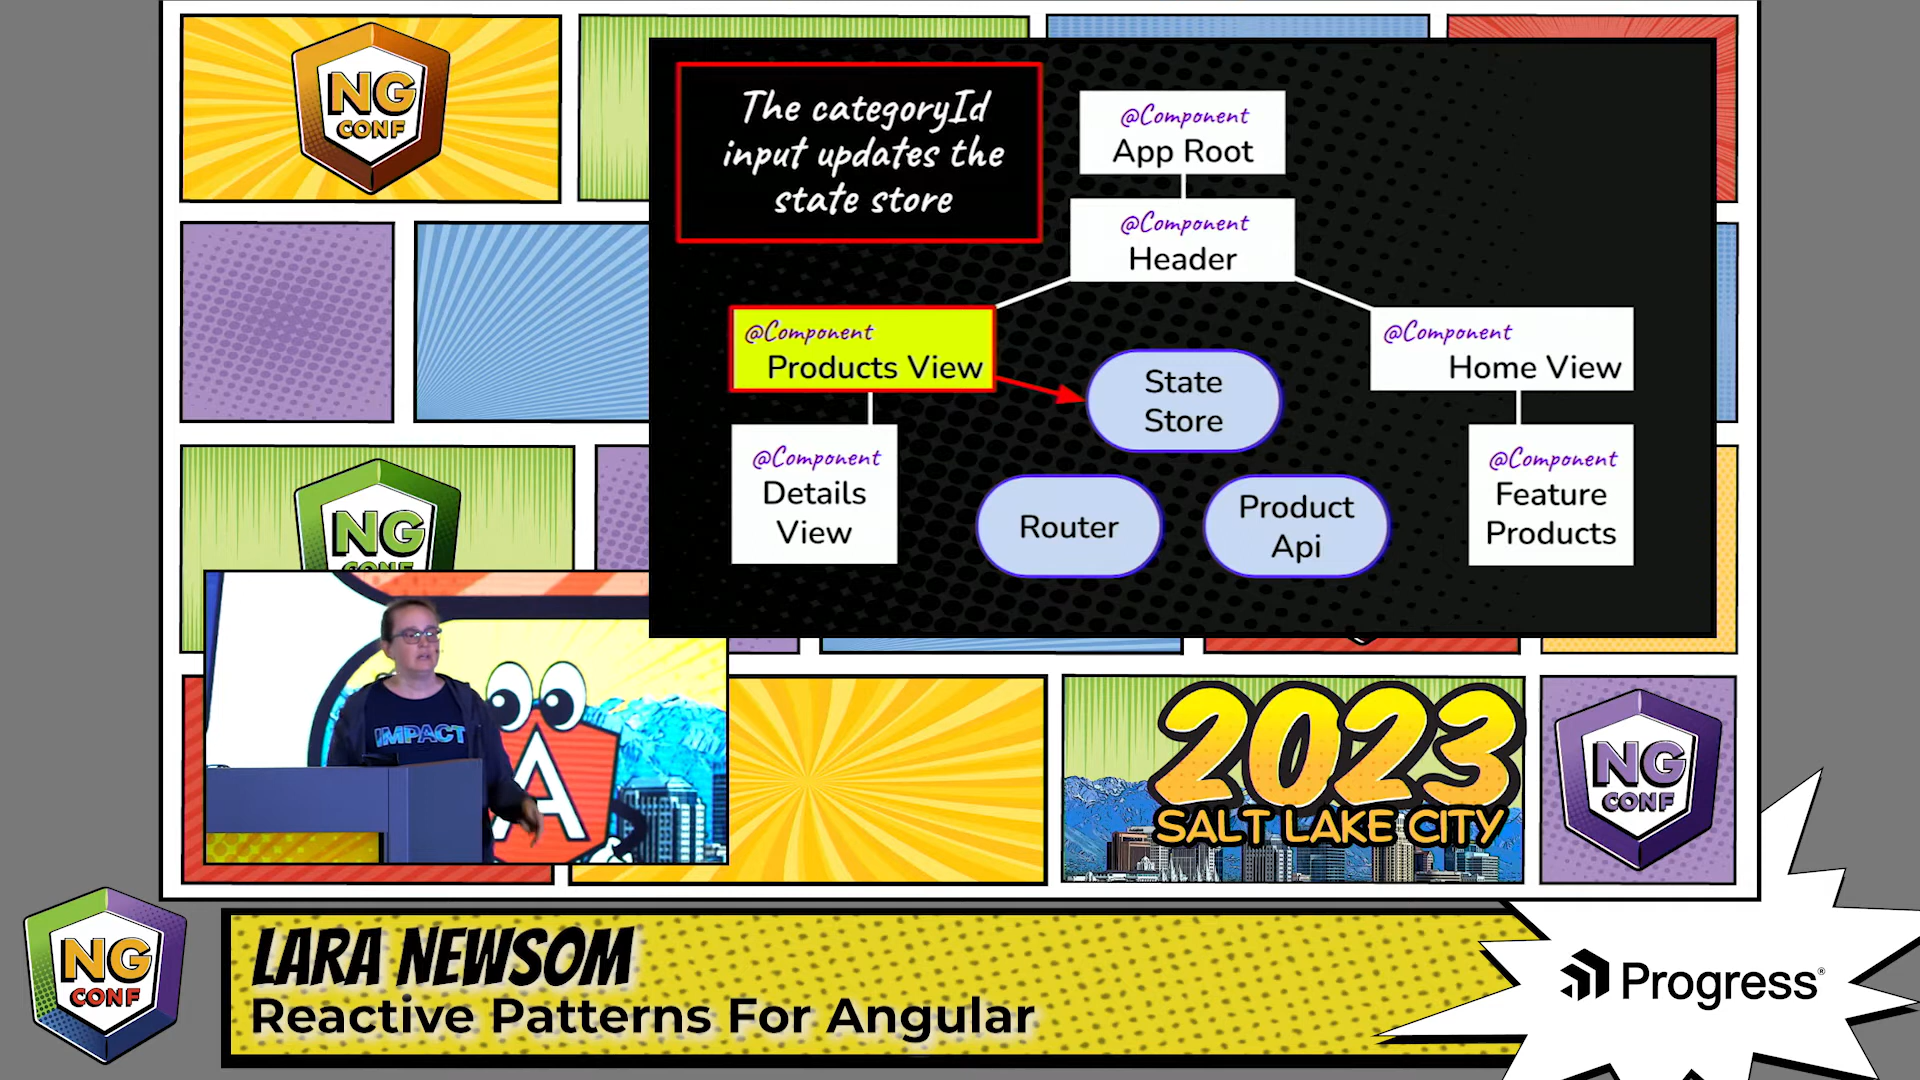 NG
CONF
The categoryId
input updates the
state store
@Component
App Root
@Component
Header
@Component
Products View
@Component
Home View
State
Store
@Component
Details
View
Router
Product
Api
@Component
Feature
Products
NG
CONF
IMPACT
A
2023
SALT LAKE CITY
NG
CONF
NG
CONF
LARA NEWSOM
Reactive Patterns For Angular
Progress®